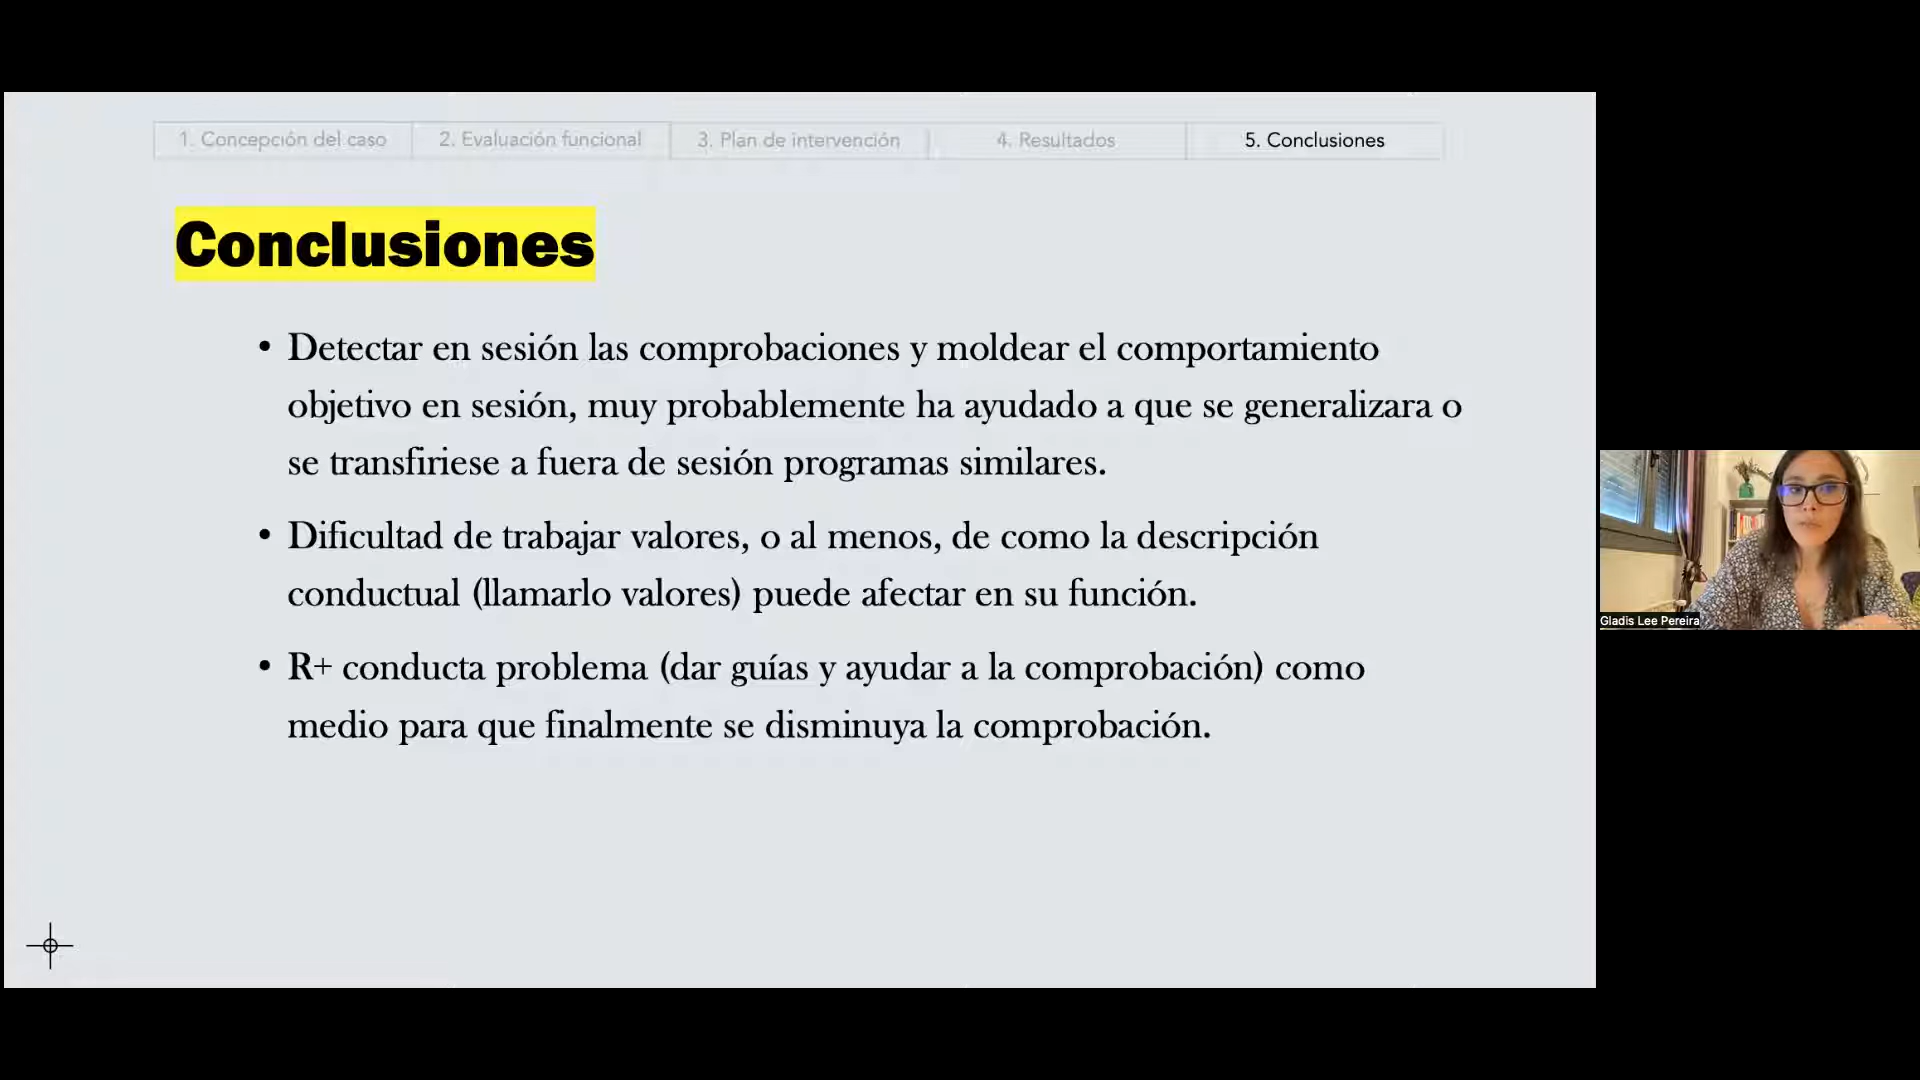 1. Concepción del caso
2. Evaluación funcional
3. Plan de intervención
4. Resultados
5. Conclusiones
Conclusiones
• Detectar en sesión las comprobaciones y moldear el comportamiento
objetivo en sesión, muy probablemente ha ayudado a que se generalizara o
se transfiriese a fuera de sesión programas similares.
• Dificultad de trabajar valores, o al menos, de como la descripción
conductual (llamarlo valores) puede afectar en su función.
• R+ conducta problema (dar guías y ayudar a la comprobación) como
medio para que finalmente se disminuya la comprobación.
Gladis Lee Pereira